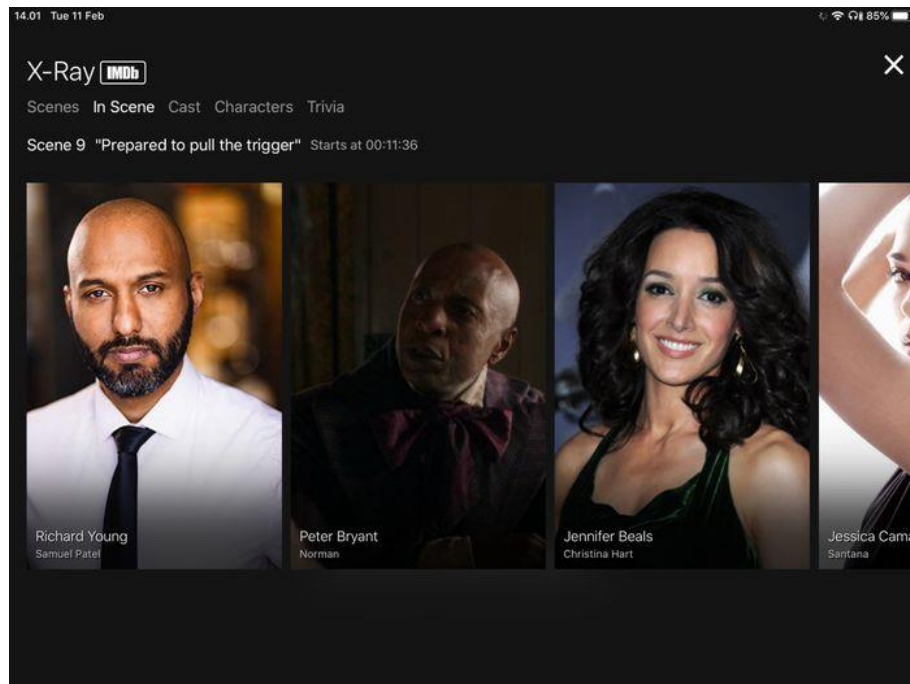 14.01 Tue 11 Feb 85%
X-Ray IMDb
Scenes In Scene Cast Characters Trivia
Scene 9 "Prepared to pull the trigger" Starts at 00:11:36
Richard Young
Samuel Patel
Peter Bryant
Norman
Jennifer Beals
Christina Hart
Jessica Cama
Santana